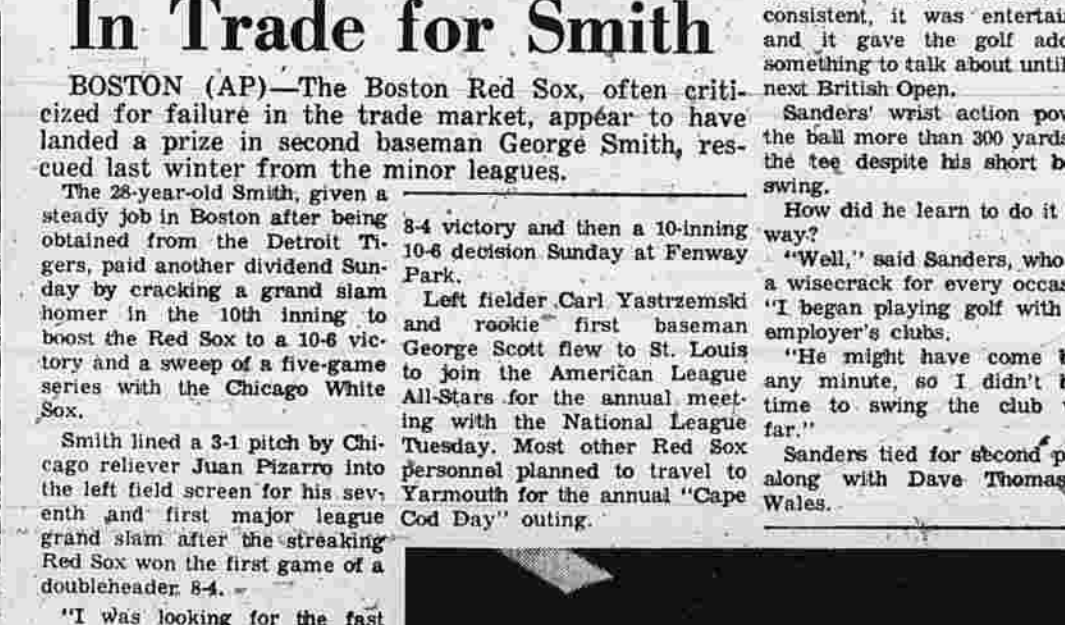 In Trade for Smith
BOSTON (AP)—The Boston Red Sox, often criti-
cized for failure in the trade market, appear to have
landed a prize in second baseman George Smith, res-
cued last winter from the minor leagues.
The 28-year-old Smith, given a
steady job in Boston after being
obtained from the Detroit Ti-
gers, paid another dividend Sun-
day by cracking a grand slam
homer in the 10th inning to
boost the Red Sox to a 10-6 vic-
tory and a sweep of a five-game
series with the Chicago White
Sox.
Smith lined a 3-1 pitch by Chi-
cago reliever Juan Pizarro into
the left field screen for his sev-
enth and first major league
grand slam after the streaking
Red Sox won the first game of a
doubleheader, 8-4.
"I was looking for the fast
8-4 victory and then a 10-inning
10-6 decision Sunday at Fenway
Park.
Left fielder Carl Yastrzemski
and rookie first baseman
George Scott flew to St. Louis
to join the American League
All-Stars for the annual meet-
ing with the National League
Tuesday. Most other Red Sox
personnel planned to travel to
Yarmouth for the annual "Cape
Cod Day" outing.
consistent, it was
and it gave the golf
something to talk about until
next British Open.
Sanders' wrist action
the ball more than 300 yards
the tee despite his short
swing.
How did he learn to do it
way?
"Well," said Sanders, who
a wisecrack for every
"I began playing golf with
employer's clubs.
"He might have come
any minute, so I didn't
time to swing the club
far."
Sanders tied for second
along with Dave Thomas
Wales.